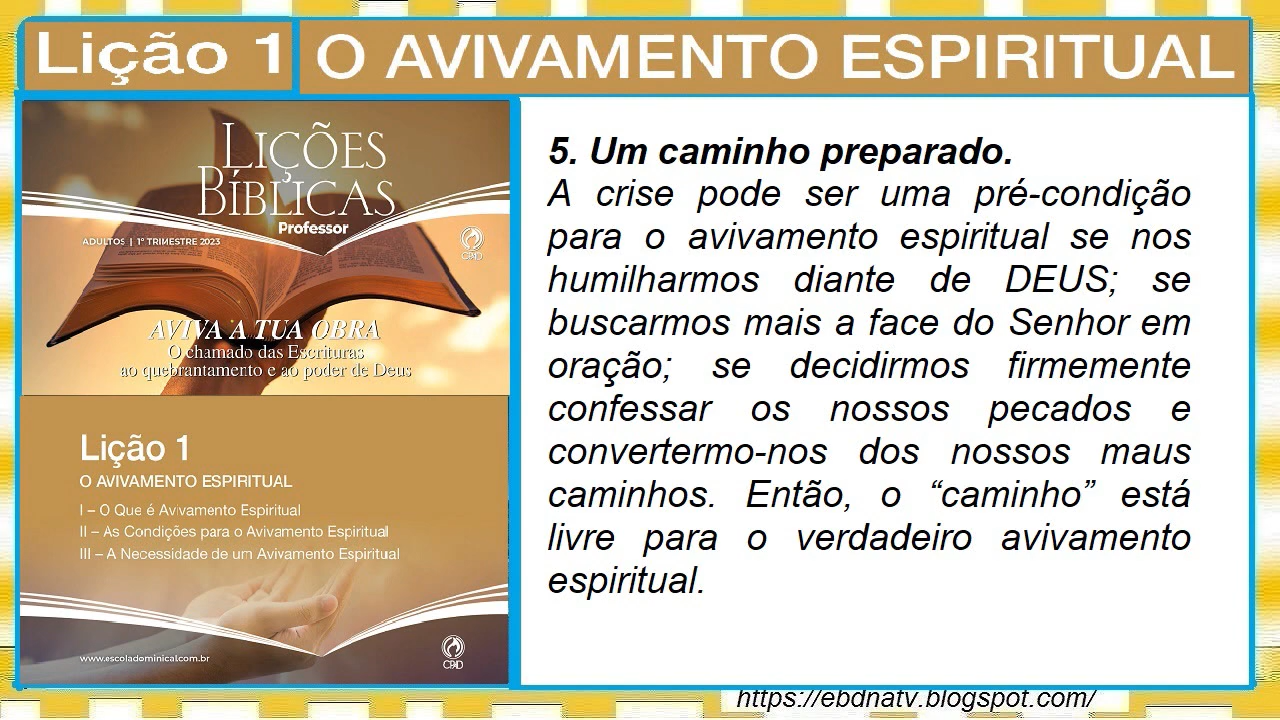 Lição 1
O AVIVAMENTO ESPIRITUAL
LIÇÕES
BÍBLICAS
Professor
ADULTOS | 1º TRIMESTRE 2023
CPAD
AVIVA A TUA OBRA
O chamado das Escrituras
ao quebrantamento e ao poder de Deus
Lição 1
O AVIVAMENTO ESPIRITUAL
I – O Que é Avivamento Espiritual
II – As Condições para o Avivamento Espiritual
III – A Necessidade de um Avivamento Espiritual
www.escoladominical.com.br
CPAD
5. Um caminho preparado.
A crise pode ser uma pré-condição
para o avivamento espiritual se nos
humilharmos diante de DEUS; se
buscarmos mais a face do Senhor em
oração; se decidirmos firmemente
confessar os nossos pecados e
convertermo-nos dos nossos maus
caminhos. Então, o “caminho” está
livre para o verdadeiro avivamento
espiritual.
https://ebdnatv.blogspot.com/